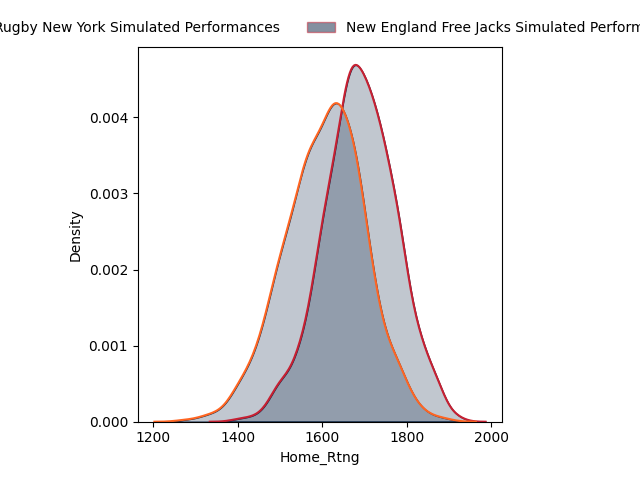 Rugby New York Simulated Performances
New England Free Jacks Simulated Perform
0.004
0.003
0.002
0.001
0.000
Density
1200 1400 1600 1800 2000
Home_Rtng